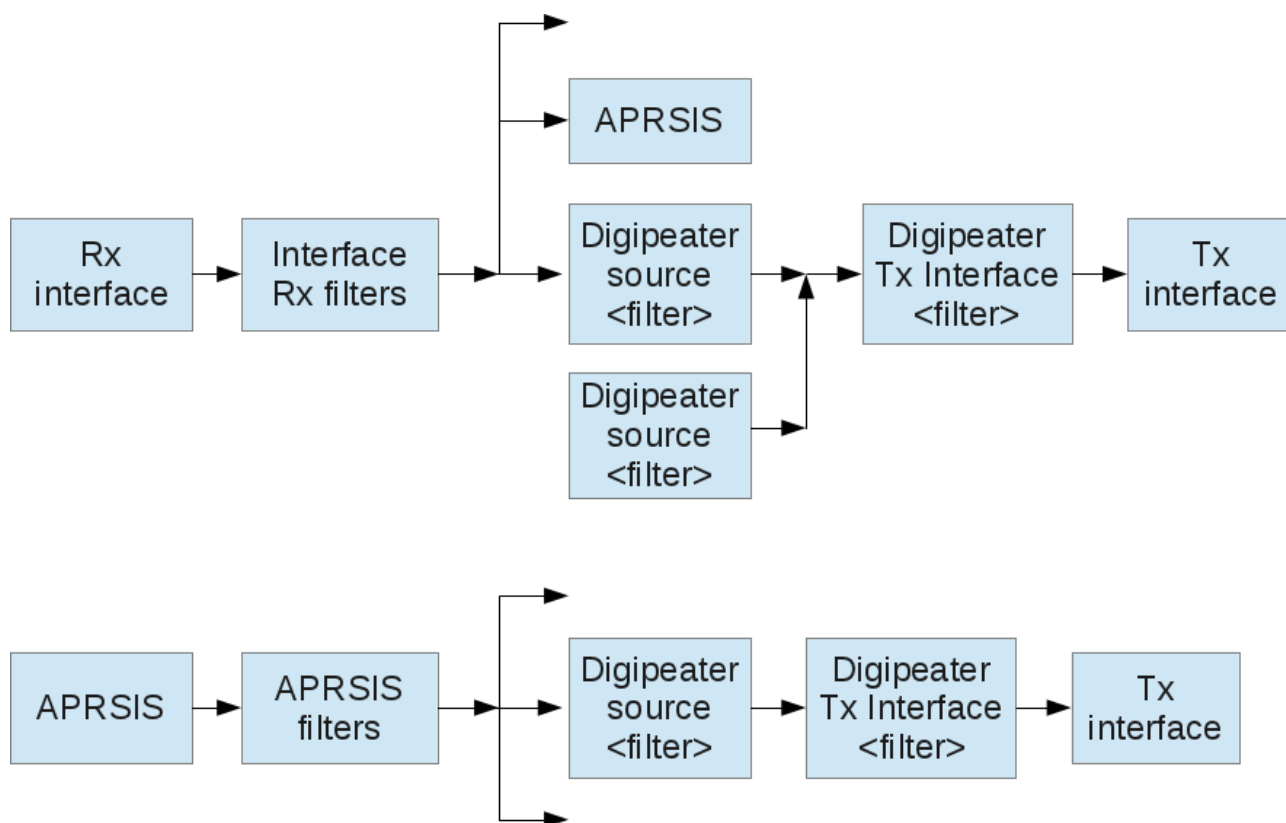 APRSIS
Rx
interface
Interface
Rx filters
Digipeater
source
<filter>
Digipeater
Tx Interface
<filter>
Tx
interface
Digipeater
source
<filter>
APRSIS
APRSIS
filters
Digipeater
source
<filter>
Digipeater
Tx Interface
<filter>
Tx
interface